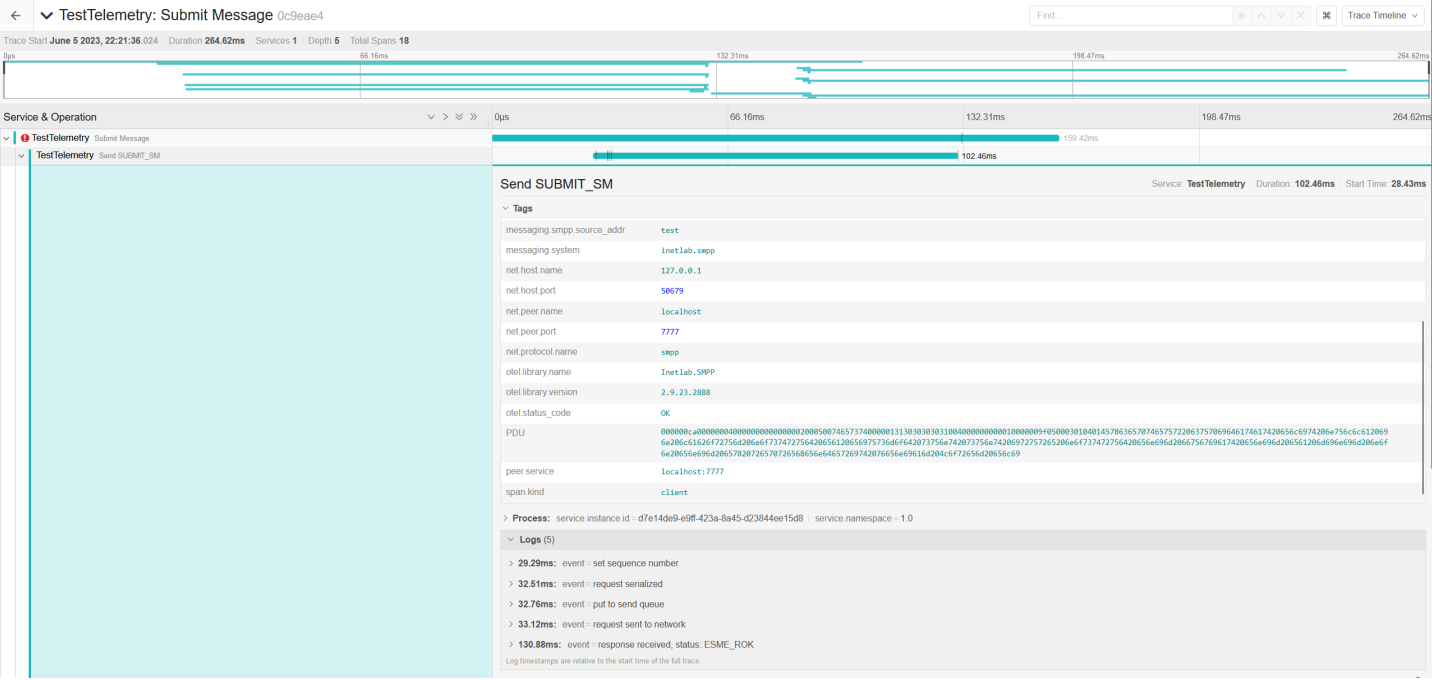 TestTelemetry: Submit Message 0c9eae4
Find...
Trace Timeline
Trace Start June 5 2023, 22:21:36.024 Duration 264.62ms Services 1 Depth 5 Total Spans 18
0μs 66.16ms 132.31ms 198.47ms 264.62ms
Service & Operation 0μs 66.16ms 132.31ms 198.47ms 264.62ms
TestTelemetry Submit Message 159.42ms
TestTelemetry Send SUBMIT_SM 102.46ms
Send SUBMIT_SM Service: TestTelemetry Duration: 102.46ms Start Time: 28.43ms
Tags
messaging.smpp.source_addr test
messaging.system inetlab.smpp
net.host.name 127.0.0.1
net.host.port 50679
net.peer.name localhost
net.peer.port 7777
net.protocol.name smpp
otel.library.name Inetlab.SMPP
otel.library.version 2.9.23.2888
otel.status_code OK
PDU
peer.service localhost:7777
span.kind client
Process: service.instance.id = d7e14de9-e9ff-423a-8a45-d23844ee15d8 service.namespace = 1.0
Logs (5)
29.29ms: event = set sequence number
32.51ms: event = request serialized
32.76ms: event = put to send queue
33.12ms: event = request sent to network
130.88ms: event = response received, status: ESME_ROK
Log timestamps are relative to the start time of the full trace.